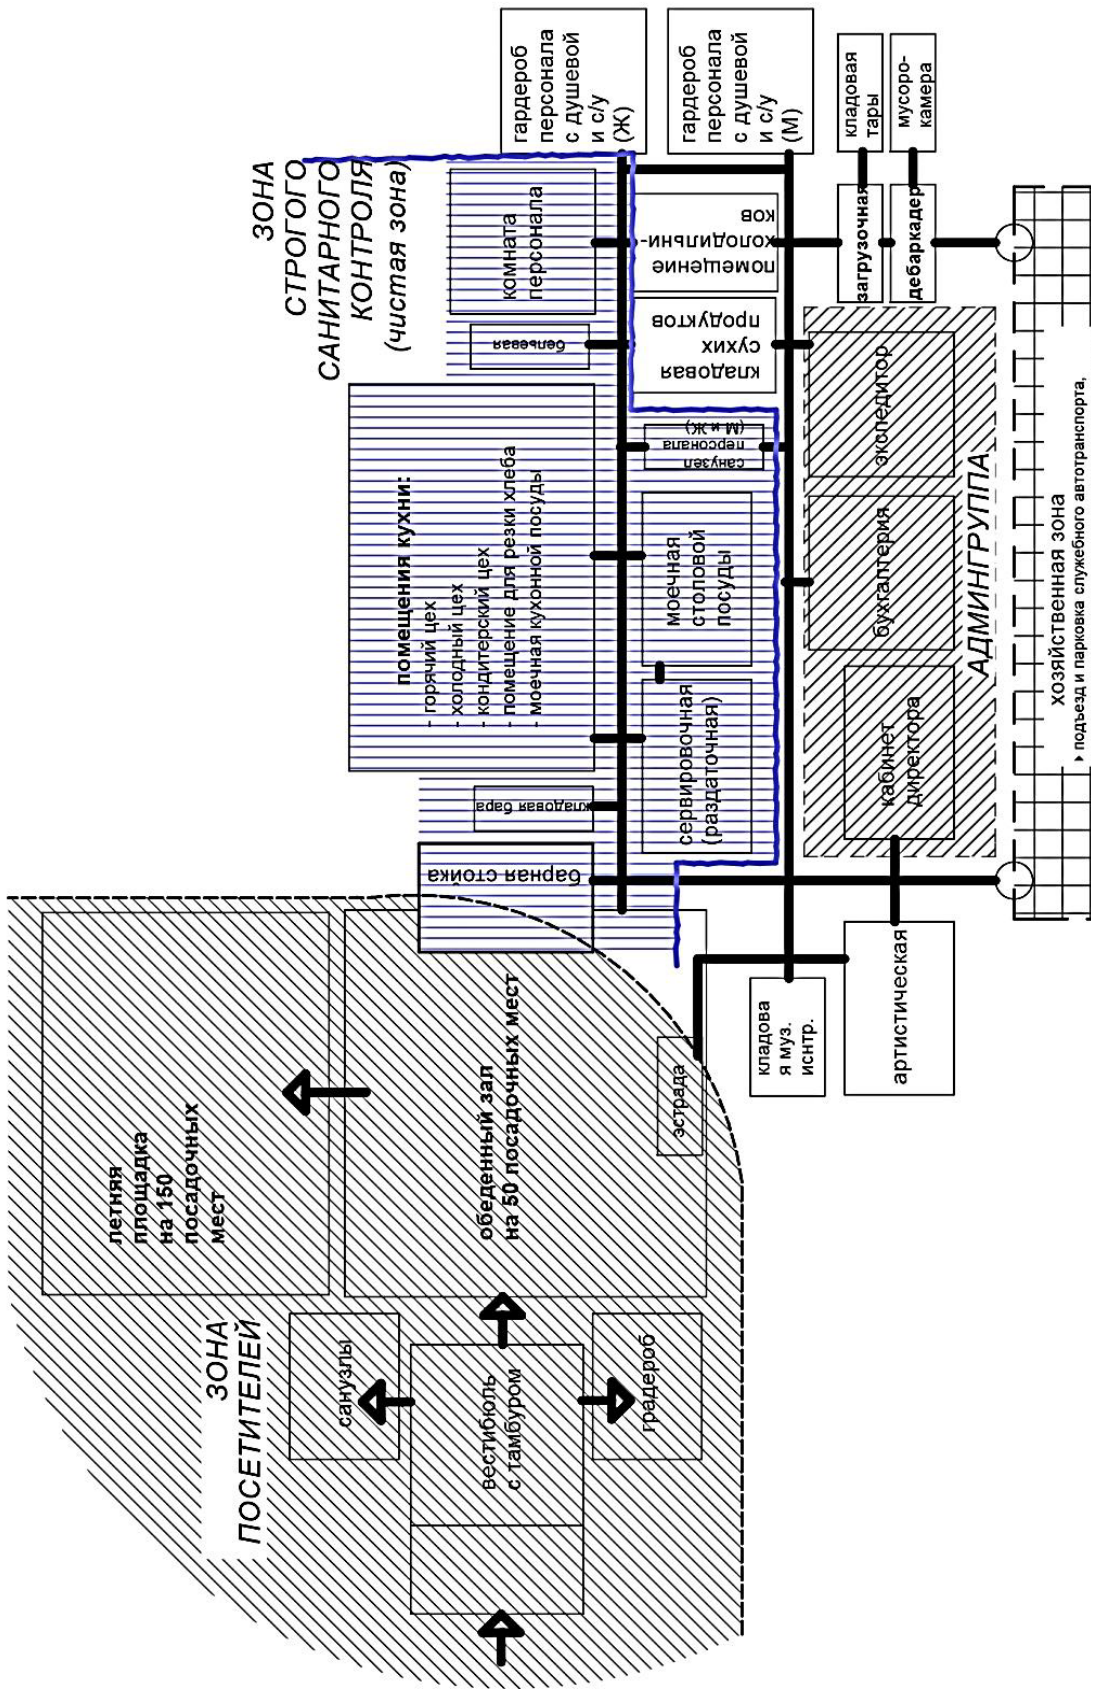 ЗОНА
СТРОГОГО
САНИТАРНОГО
КОНТРОЛЯ
(чистая зона)
гардероб
персонала
с душевой
и с/у
(Ж)
гардероб
персонала
с душевой
и с/у
(М)
кладовая
тары
мусоро-
камера
комната
персонала
помещение
холодильни-
ков
загрузочная
дебаркадер
бельевая
кладовая
сухих
продуктов
помещения кухни:
- горячий цех
- холодный цех
- кондитерский цех
- помещение для резки хлеба
- моечная кухонной посуды
санузел
персонала
(М и Ж)
моечная
столовой
посуды
сервировочная
(раздаточная)
кладовая бара
барная стойка
экспедитор
бухгалтерия
кабинет
директора
АДМИНГРУППА
хозяйственная зона
▸ подъезд и парковка служебного автотранспорта,
летняя
площадка
на 150
посадочных
мест
обеденный зал
на 50 посадочных мест
эстрада
кладова
я муз.
иснтр.
артистическая
ЗОНА
ПОСЕТИТЕЛЕЙ
санузлы
вестибюль
с тамбуром
градероб